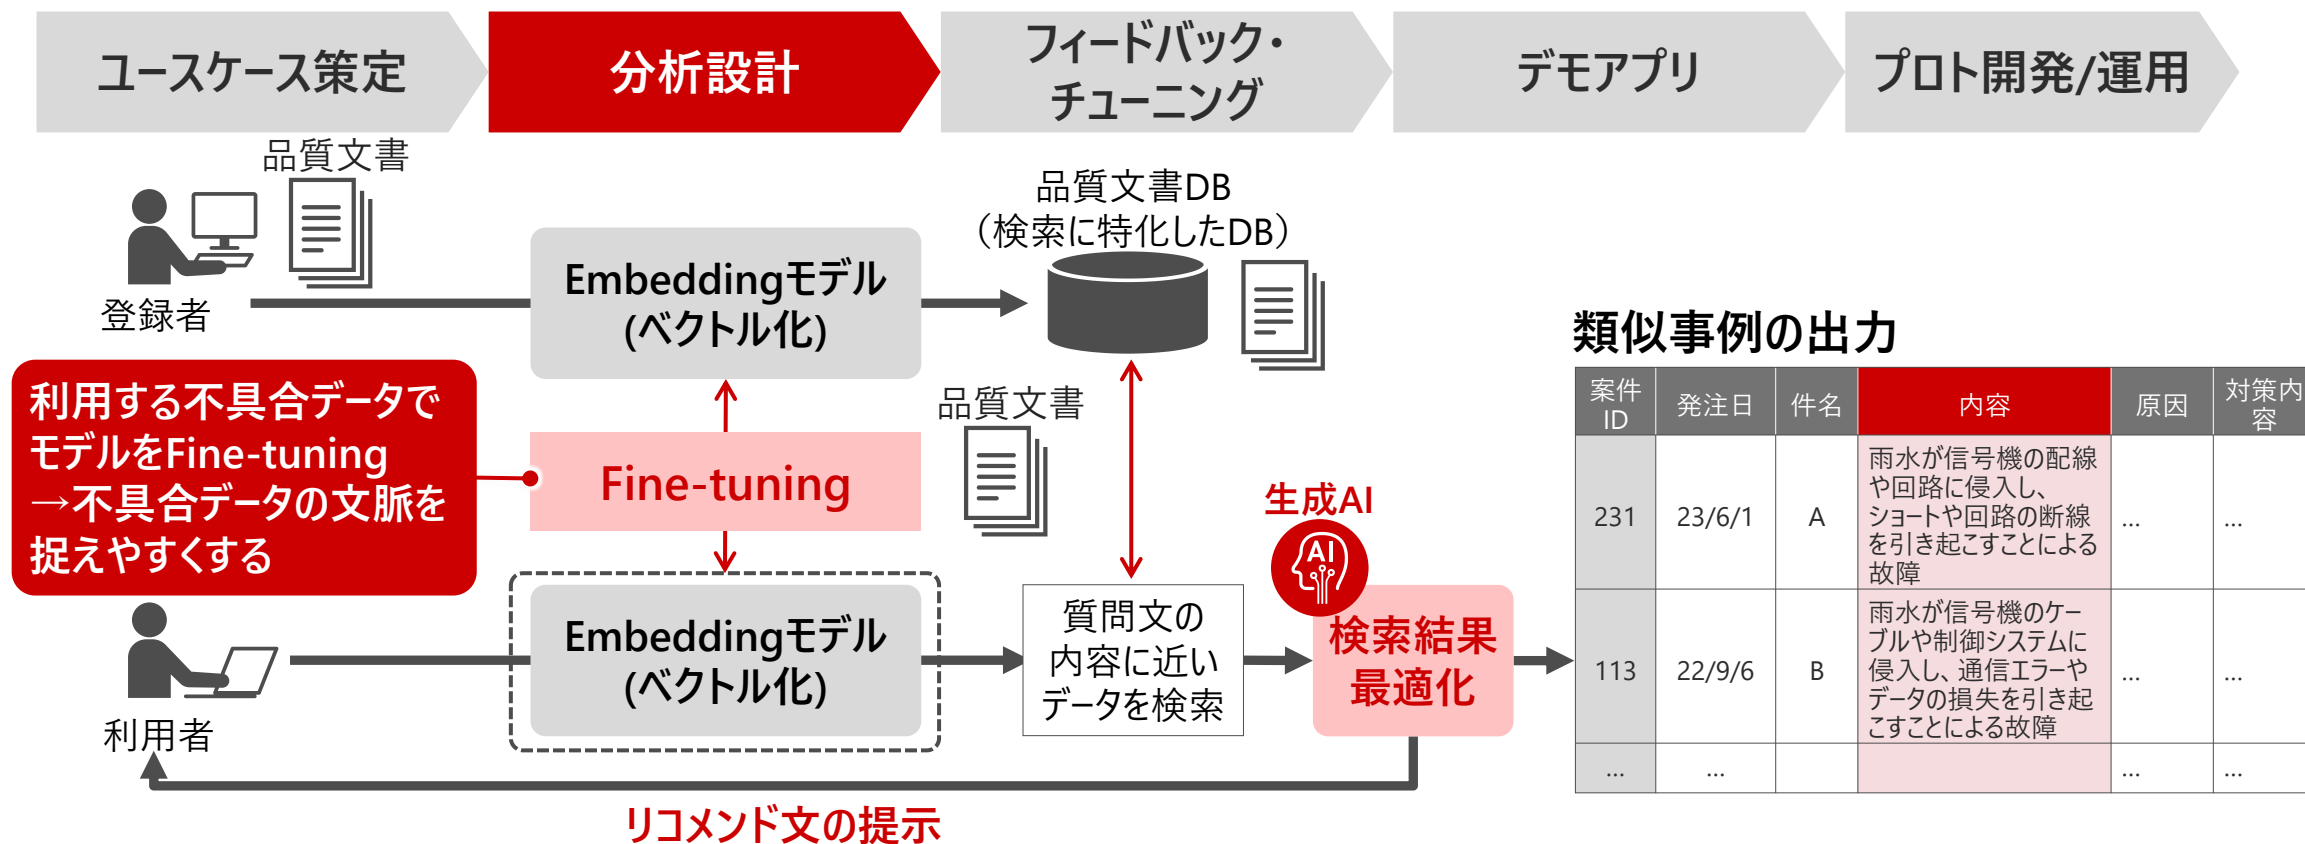 ユースケース策定
分析設計
フィードバック・
チューニング
デモアプリ
プロト開発/運用
品質文書
登録者
Embeddingモデル
(ベクトル化)
品質文書DB
（検索に特化したDB）
利用する不具合データで
モデルをFine-tuning
→不具合データの文脈を
捉えやすくする
Fine-tuning
品質文書
利用者
Embeddingモデル
(ベクトル化)
質問文の
内容に近い
データを検索
生成AI
AI
検索結果
最適化
リコメンド文の提示
類似事例の出力
案件
ID
発注日
件名
内容
原因
対策内
容
231
23/6/1
A
雨水が信号機の配線
や回路に侵入し、
ショートや回路の断線
を引き起こすことによる
故障
…
…
113
22/9/6
B
雨水が信号機のケー
ブルや制御システムに
侵入し、通信エラーや
データの損失を引き起
こすことによる故障
…
…
…
…
…
…